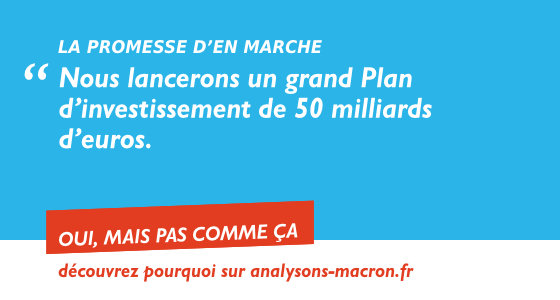 LA PROMESSE D'EN MARCHE
“ Nous lancerons un grand Plan
d'investissement de 50 milliards
d'euros.
OUI, MAIS PAS COMME ÇA
découvrez pourquoi sur analysons-macron.fr